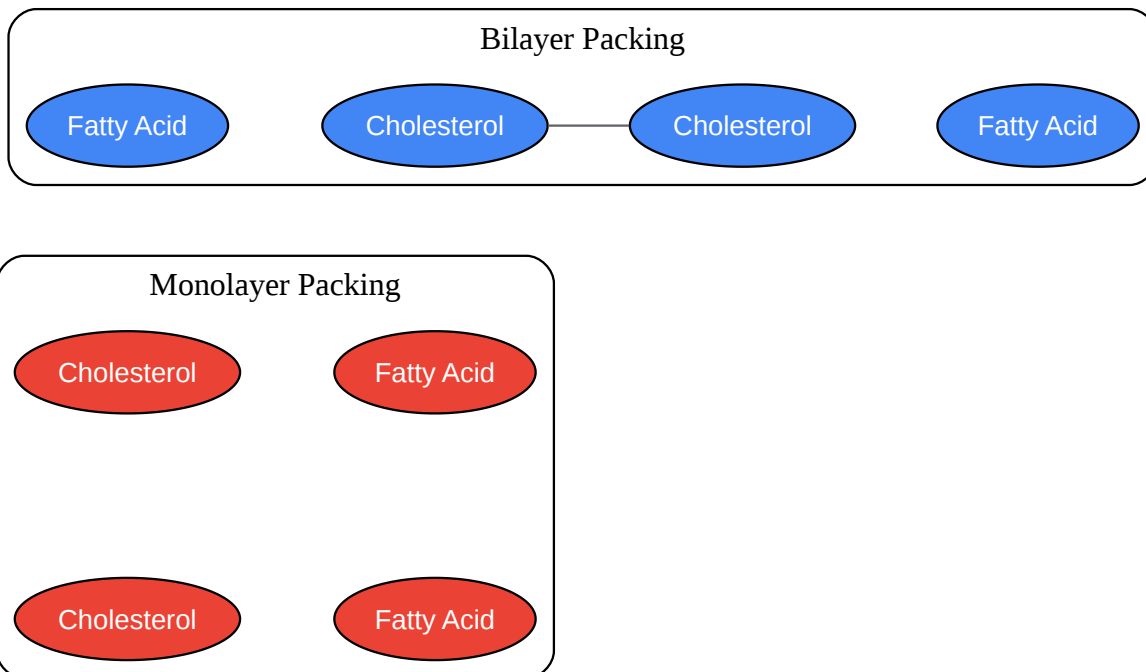 Bilayer Packing
Fatty Acid Cholesterol Cholesterol Fatty Acid
Monolayer Packing
Cholesterol Fatty Acid
Cholesterol Fatty Acid